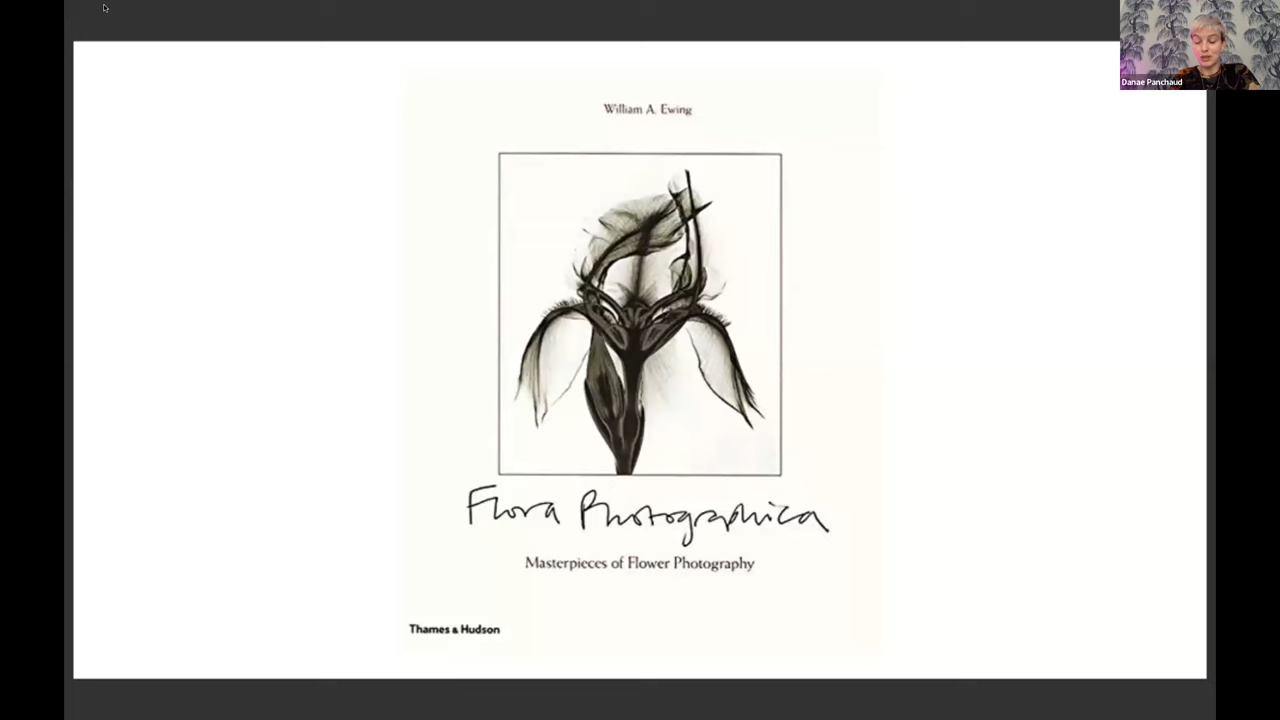 Danae Panchaud
William A. Ewing
Flora Photographica
Masterpieces of Flower Photography
Thames & Hudson